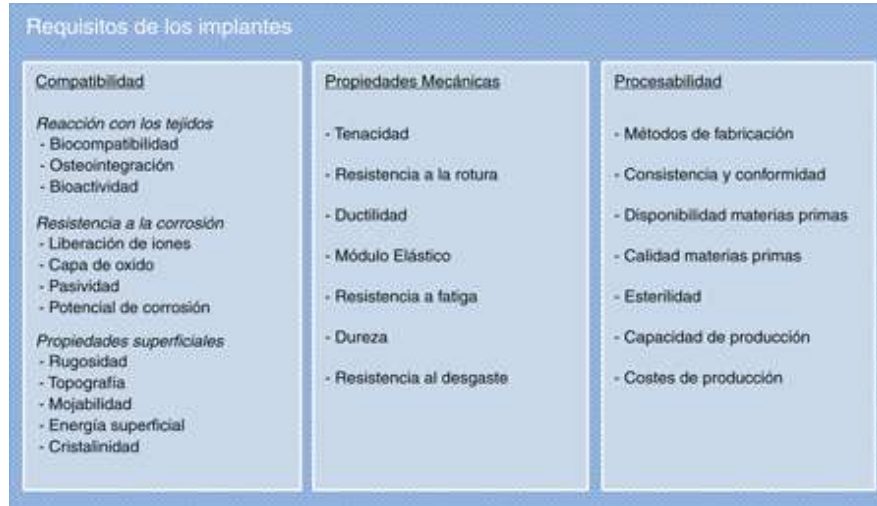 Requisitos de los implantes
Compatibilidad
Reacción con los tejidos
- Biocompatibilidad
- Osteointegración
- Bioactividad
Resistencia a la corrosión
- Liberación de iones
- Capa de oxido
- Pasividad
- Potencial de corrosión
Propiedades superficiales
- Rugosidad
- Topografía
- Mojabilidad
- Energía superficial
- Cristalinidad
Propiedades Mecánicas
- Tenacidad
- Resistencia a la rotura
- Ductilidad
- Módulo Elástico
- Resistencia a fatiga
- Dureza
- Resistencia al desgaste
Procesabilidad
- Métodos de fabricación
- Consistencia y conformidad
- Disponibilidad materias primas
- Calidad materias primas
- Esterilidad
- Capacidad de producción
- Costes de producción